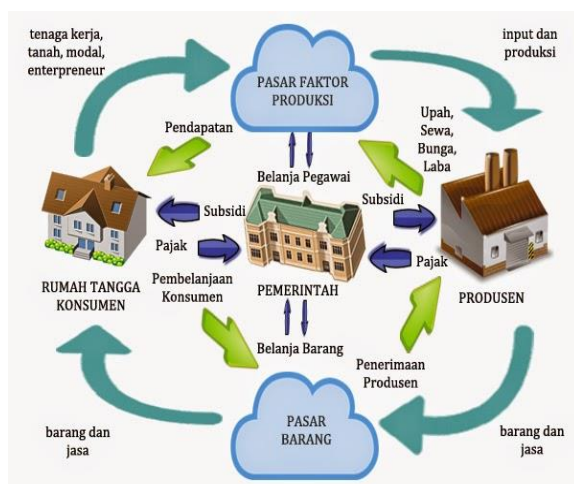 tenaga kerja,
tanah, modal,
enterpreneur
input dan
produksi
PASAR FAKTOR
PRODUKSI
Pendapatan
Upah,
Sewa,
Bunga,
Laba
Belanja Pegawai
Subsidi
Subsidi
Pajak
Pajak
RUMAH TANGGA
KONSUMEN
Pembelanjaan
Konsumen
PEMERINTAH
PRODUSEN
Belanja Barang
Penerimaan
Produsen
PASAR
BARANG
barang dan
jasa
barang dan
jasa